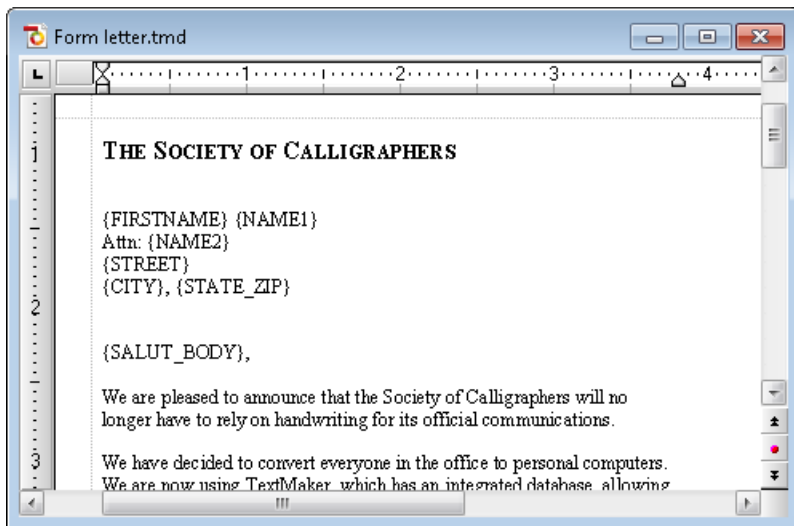 Form letter.tmd
1 2 3 4
THE SOCIETY OF CALLIGRAPHERS
1
{FIRSTNAME} {NAME1}
Attn: {NAME2}
{STREET}
{CITY}, {STATE_ZIP}
2
{SALUT_BODY},
We are pleased to announce that the Society of Calligraphers will no
longer have to rely on handwriting for its official communications.
3
We have decided to convert everyone in the office to personal computers.
We are now using TextMaker, which has an integrated database, allowing